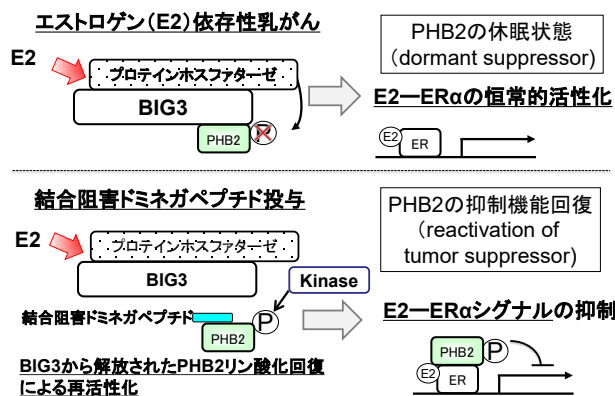 エストロゲン(E2)依存性乳がん
E2
プロテインホスファターゼ
BIG3
PHB2
P
PHB2の休眠状態
(dormant suppressor)
E2ーERαの恒常的活性化
E2
ER
結合阻害ドミネガペプチド投与
E2
プロテインホスファターゼ
BIG3
Kinase
結合阻害ドミネガペプチド
P
PHB2
BIG3から解放されたPHB2リン酸化回復
による再活性化
PHB2の抑制機能回復
(reactivation of
tumor suppressor)
E2ーERαシグナルの抑制
PHB2
P
E2
ER